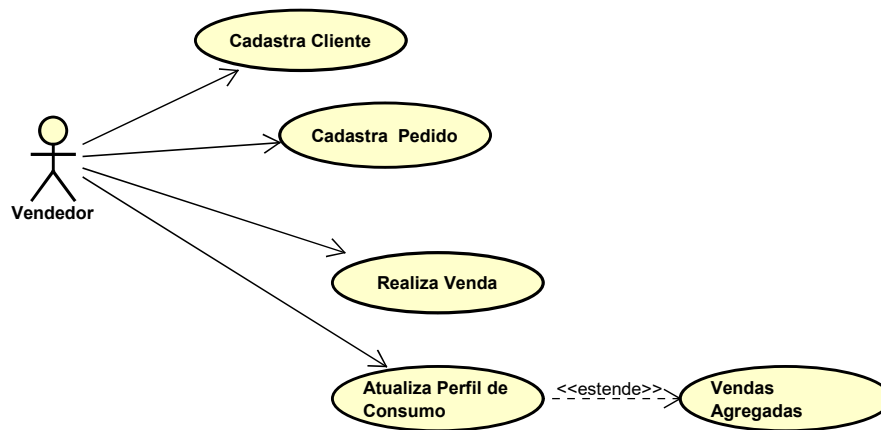 Cadastra Cliente
Cadastra  Pedido
Vendedor
Realiza Venda
Atualiza Perfil de
Consumo
<<estende>>
Vendas
Agregadas